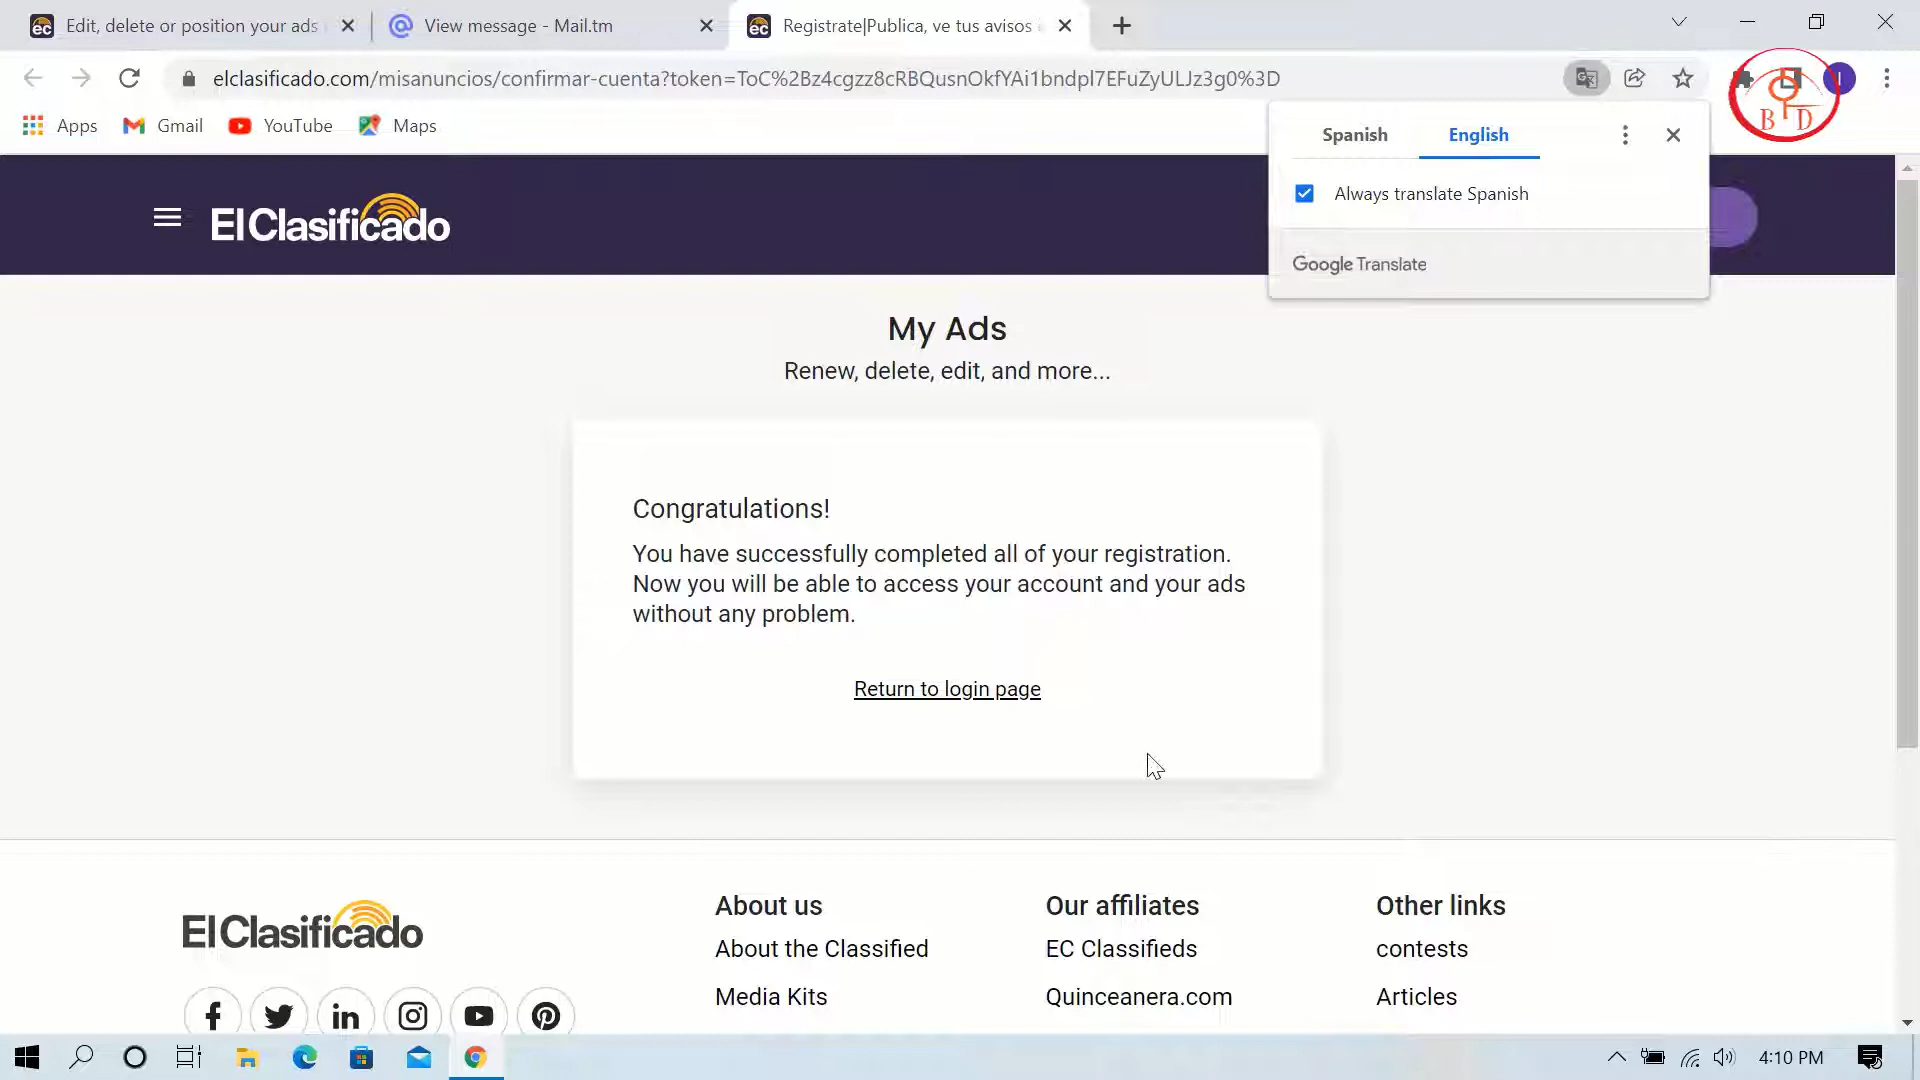 Edit, delete or position your ads
View message - Mail.tm
Registrate|Publica, ve tus avisos e
elclasificado.com/misanuncios/confirmar-cuenta?token=ToC%2Bz4cgzz8cRBQusnOkfYAi1bndpl7EFuZyULJz3g0%3D
Apps
Gmail
YouTube
Maps
B D
Spanish
English
Always translate Spanish
Google Translate
El Clasificado
My Ads
Renew, delete, edit, and more...
Congratulations!
You have successfully completed all of your registration.
Now you will be able to access your account and your ads
without any problem.
Return to login page
El Clasificado
About us
About the Classified
Media Kits
Our affiliates
EC Classifieds
Quinceanera.com
Other links
contests
Articles
4:10 PM